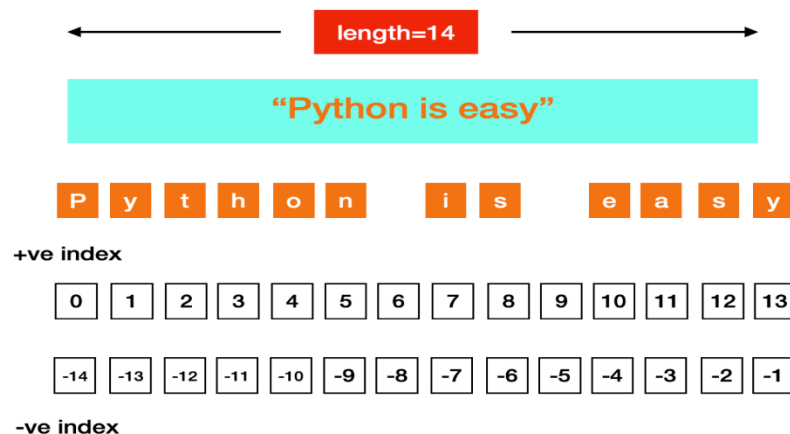 length=14
“Python is easy”
P y t h o n i s e a s y
+ve index
0 1 2 3 4 5 6 7 8 9 10 11 12 13
-14 -13 -12 -11 -10 -9 -8 -7 -6 -5 -4 -3 -2 -1
-ve index